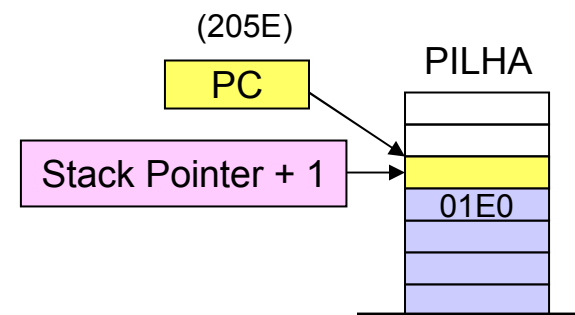 (205E)
PC
PILHA
Stack Pointer + 1
01E0